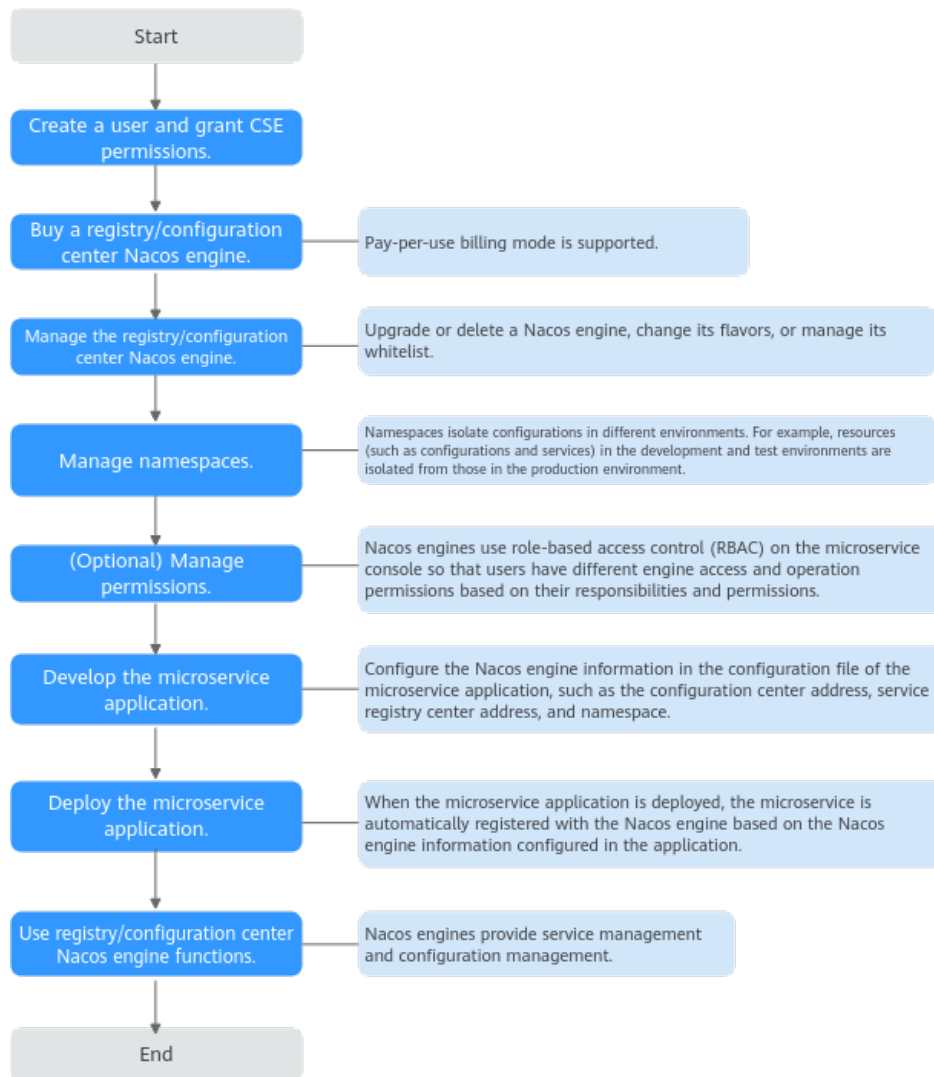 Start
Create a user and grant CSE
permissions.
Buy a registry/configuration
center Nacos engine.
Pay-per-use billing mode is supported.
Manage the registry/configuration
center Nacos engine.
Upgrade or delete a Nacos engine, change its flavors, or manage its
whitelist.
Manage namespaces.
Namespaces isolate configurations in different environments. For example, resources
(such as configurations and services) in the development and test environments are
isolated from those in the production environment.
(Optional) Manage
permissions.
Nacos engines use role-based access control (RBAC) on the microservice
console so that users have different engine access and operation
permissions based on their responsibilities and permissions.
Develop the microservice
application.
Configure the Nacos engine information in the configuration file of the
microservice application, such as the configuration center address, service
registry center address, and namespace.
Deploy the microservice
application.
When the microservice application is deployed, the microservice is
automatically registered with the Nacos engine based on the Nacos
engine information configured in the application.
Use registry/configuration center
Nacos engine functions.
Nacos engines provide service management
and configuration management.
End